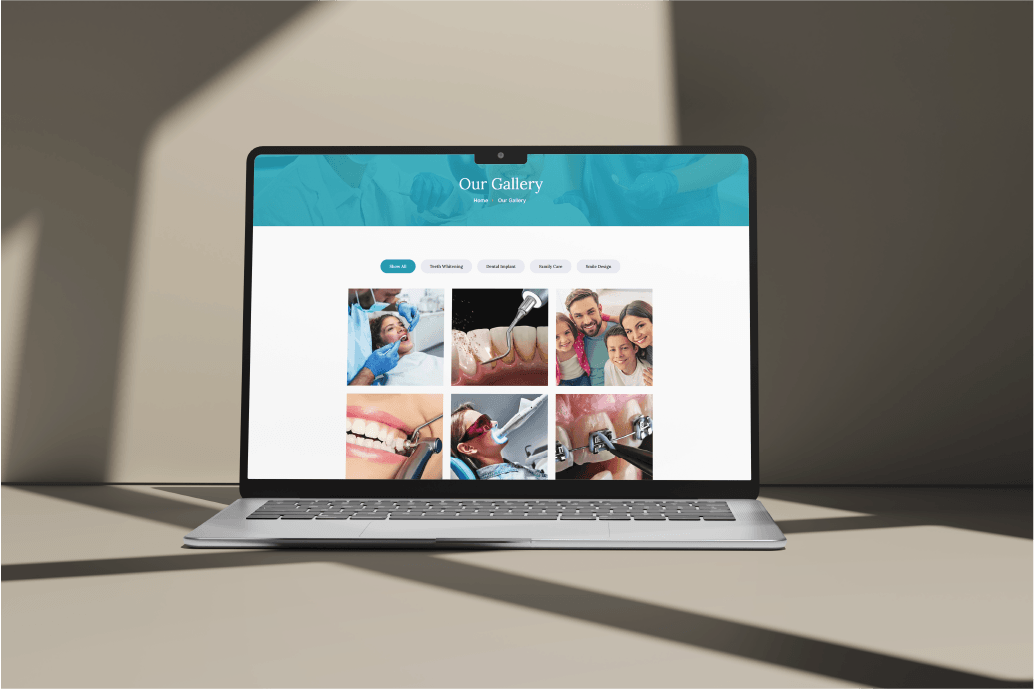 Our Gallery
Home Our Gallery
Show All Teeth Whitening Dental Implant Family Care Smile Design